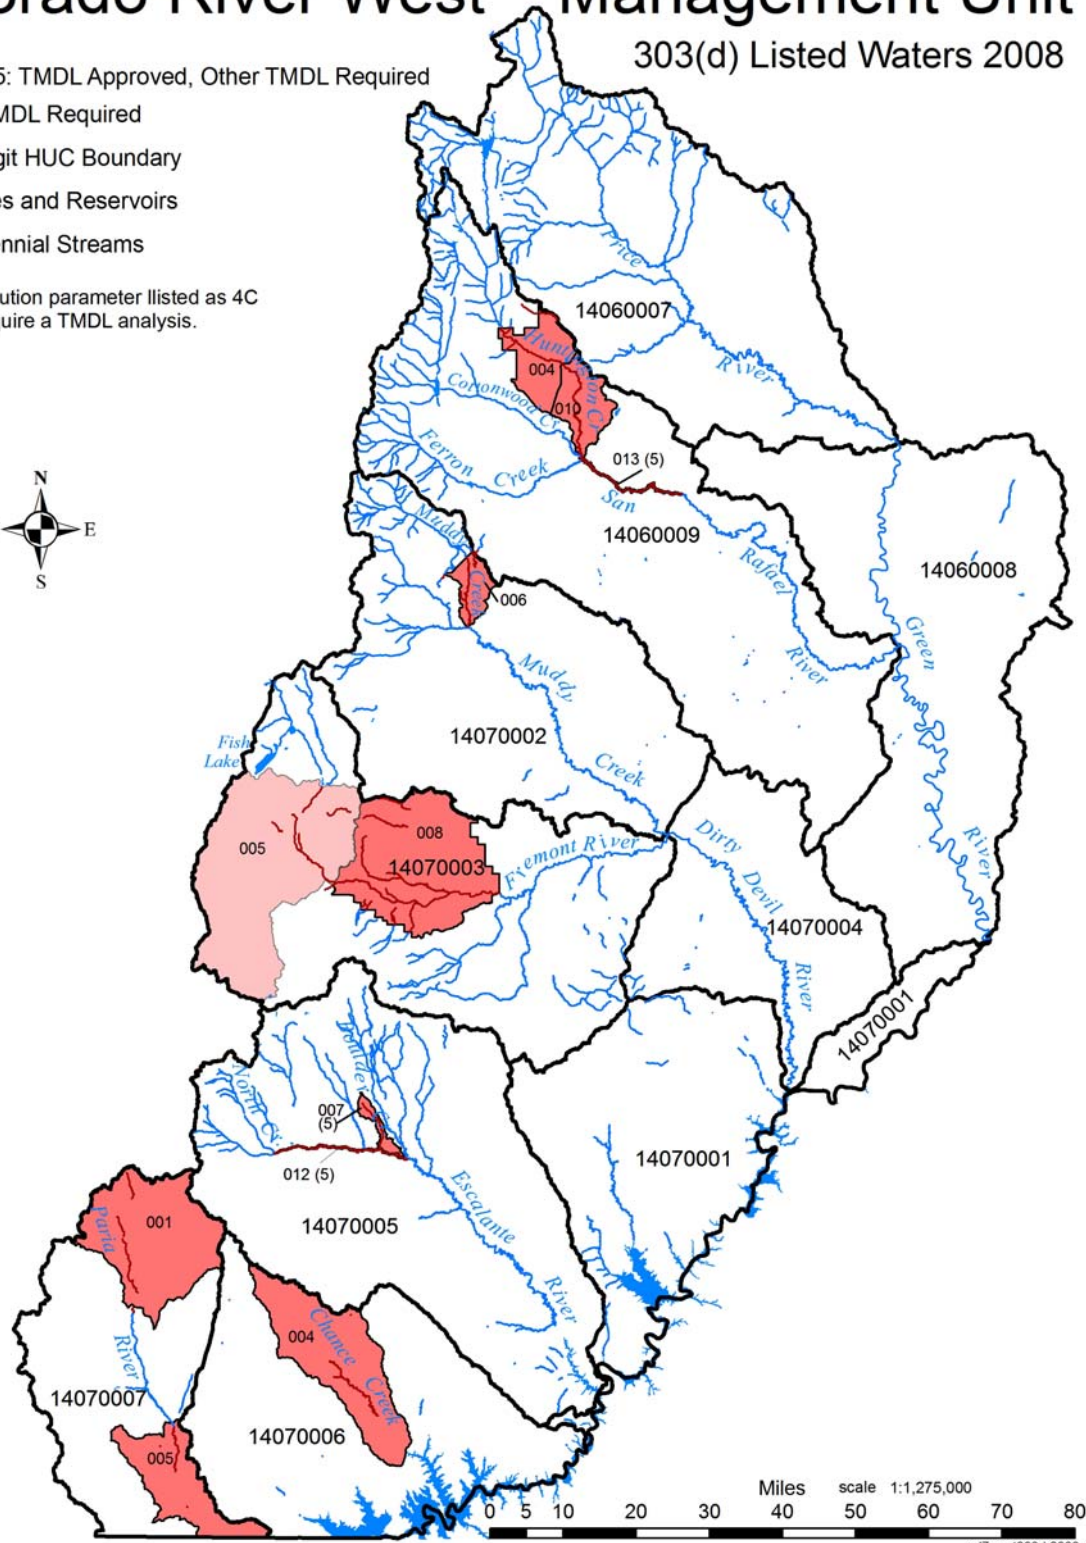 orado River West Management Unit
303(d) Listed Waters 2008
5: TMDL Approved, Other TMDL Required
MDL Required
git HUC Boundary
es and Reservoirs
ennial Streams
ution parameter llisted as 4C
uire a TMDL analysis.
N
E
S
Price
14060007
River
Huntington Cr
004
010
Cottonwood Cr
Ferron
Creek
013 (5)
San
14060009
Rafael
River
14060008
Green
River
Muddy
Creek
006
Muddy
Creek
14070002
Fish
Lake
005
008
14070003
Fremont River
Dirty
Devil
River
14070004
14070001
Boulder
North Cr.
007
(5)
012 (5)
14070005
Escalante
River
14070001
001
Paria
River
14070007
005
004
Chance
Creek
14070006
Miles scale 1:1,275,000
0 5 10 20 30 40 50 60 70 80